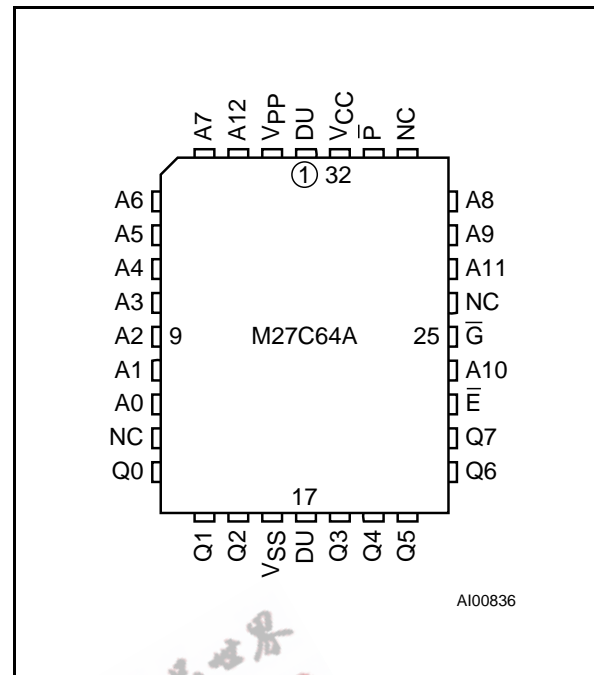 A7 A12 VPP DU VCC P̅ NC
① 32
A6 A8
A5 A9
A4 A11
A3 NC
A2 9 M27C64A 25 G̅
A1 A10
A0 E̅
NC Q7
Q0 Q6
17
Q1 Q2 VSS DU Q3 Q4 Q5
AI00836